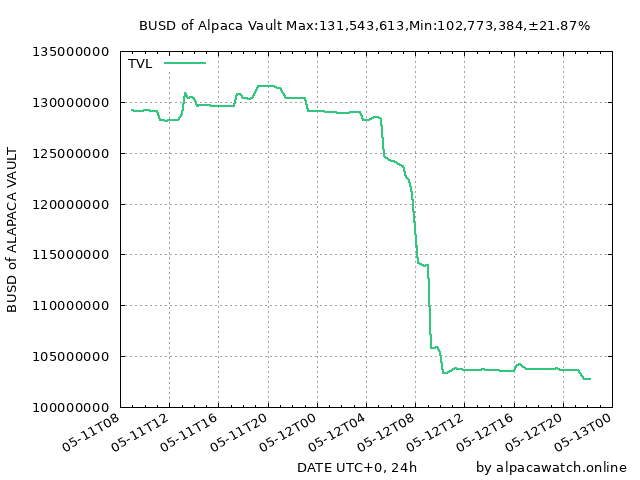 BUSD of Alpaca Vault Max:131,543,613,Min:102,773,384,±21.87%
TVL
135000000
130000000
125000000
120000000
115000000
110000000
105000000
100000000
BUSD of ALAPACA VAULT
05-11T08
05-11T12
05-11T16
05-11T20
05-12T00
05-12T04
05-12T08
05-12T12
05-12T16
05-12T20
05-13T00
DATE UTC+0, 24h
by alpacawatch.online